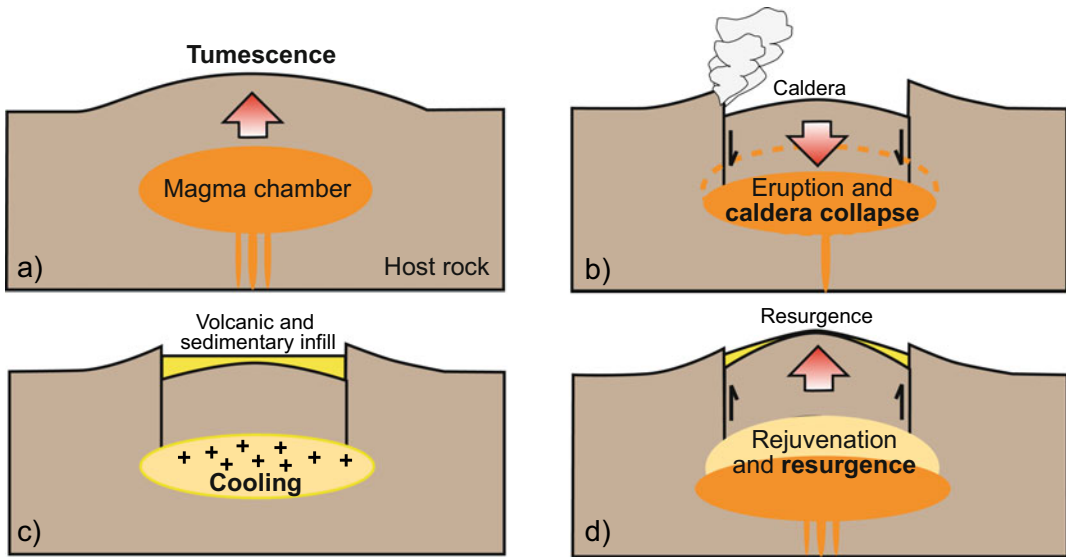 Tumescence
Magma chamber
Host rock
a)
Caldera
Eruption and
caldera collapse
b)
Volcanic and
sedimentary infill
Cooling
c)
Resurgence
Rejuvenation
and resurgence
d)